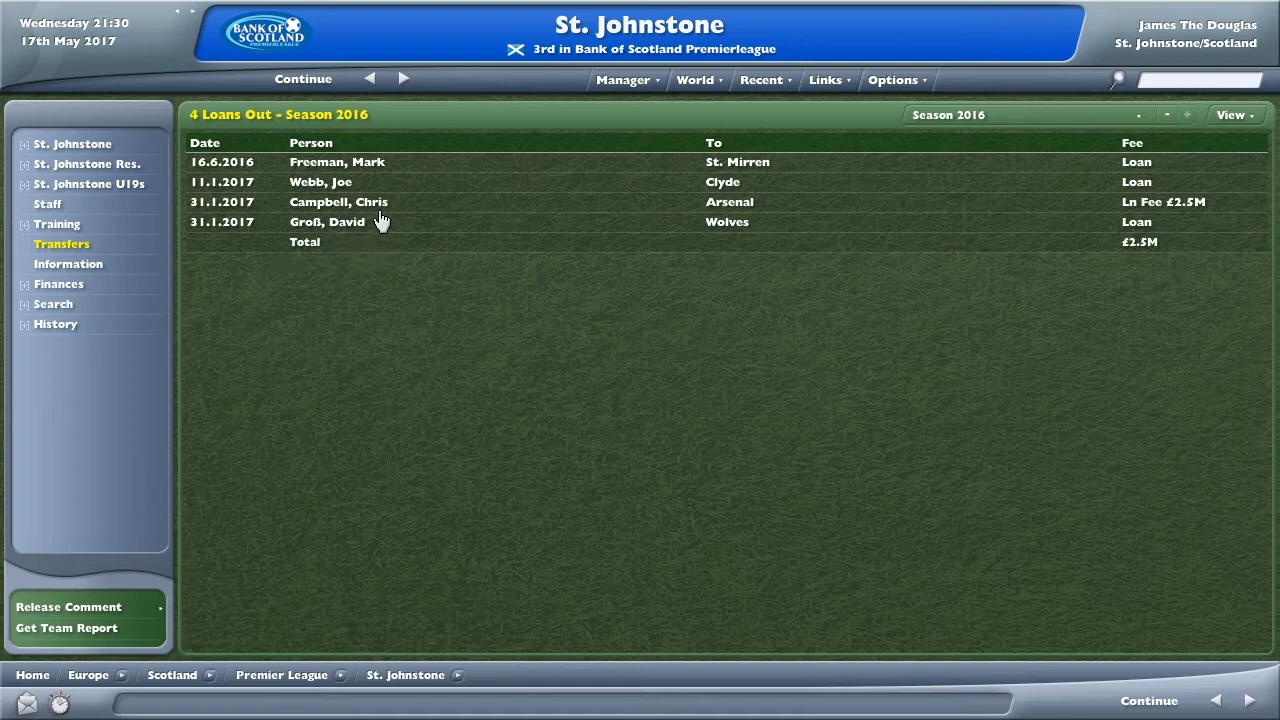 Wednesday 21:30
17th May 2017
BANK OF
SCOTLAND
PREMIERLEAGUE
St. Johnstone
3rd in Bank of Scotland Premierleague
James The Douglas
St. Johnstone/Scotland
Continue
Manager
World
Recent
Links
Options
4 Loans Out - Season 2016
Season 2016
- +
View
St. Johnstone
St. Johnstone Res.
St. Johnstone U19s
Staff
Training
Transfers
Information
Finances
Search
History
Date Person To Fee
16.6.2016 Freeman, Mark St. Mirren Loan
11.1.2017 Webb, Joe Clyde Loan
31.1.2017 Campbell, Chris Arsenal Ln Fee £2.5M
31.1.2017 Groß, David Wolves Loan
Total £2.5M
Release Comment
Get Team Report
Home Europe Scotland Premier League St. Johnstone
Continue